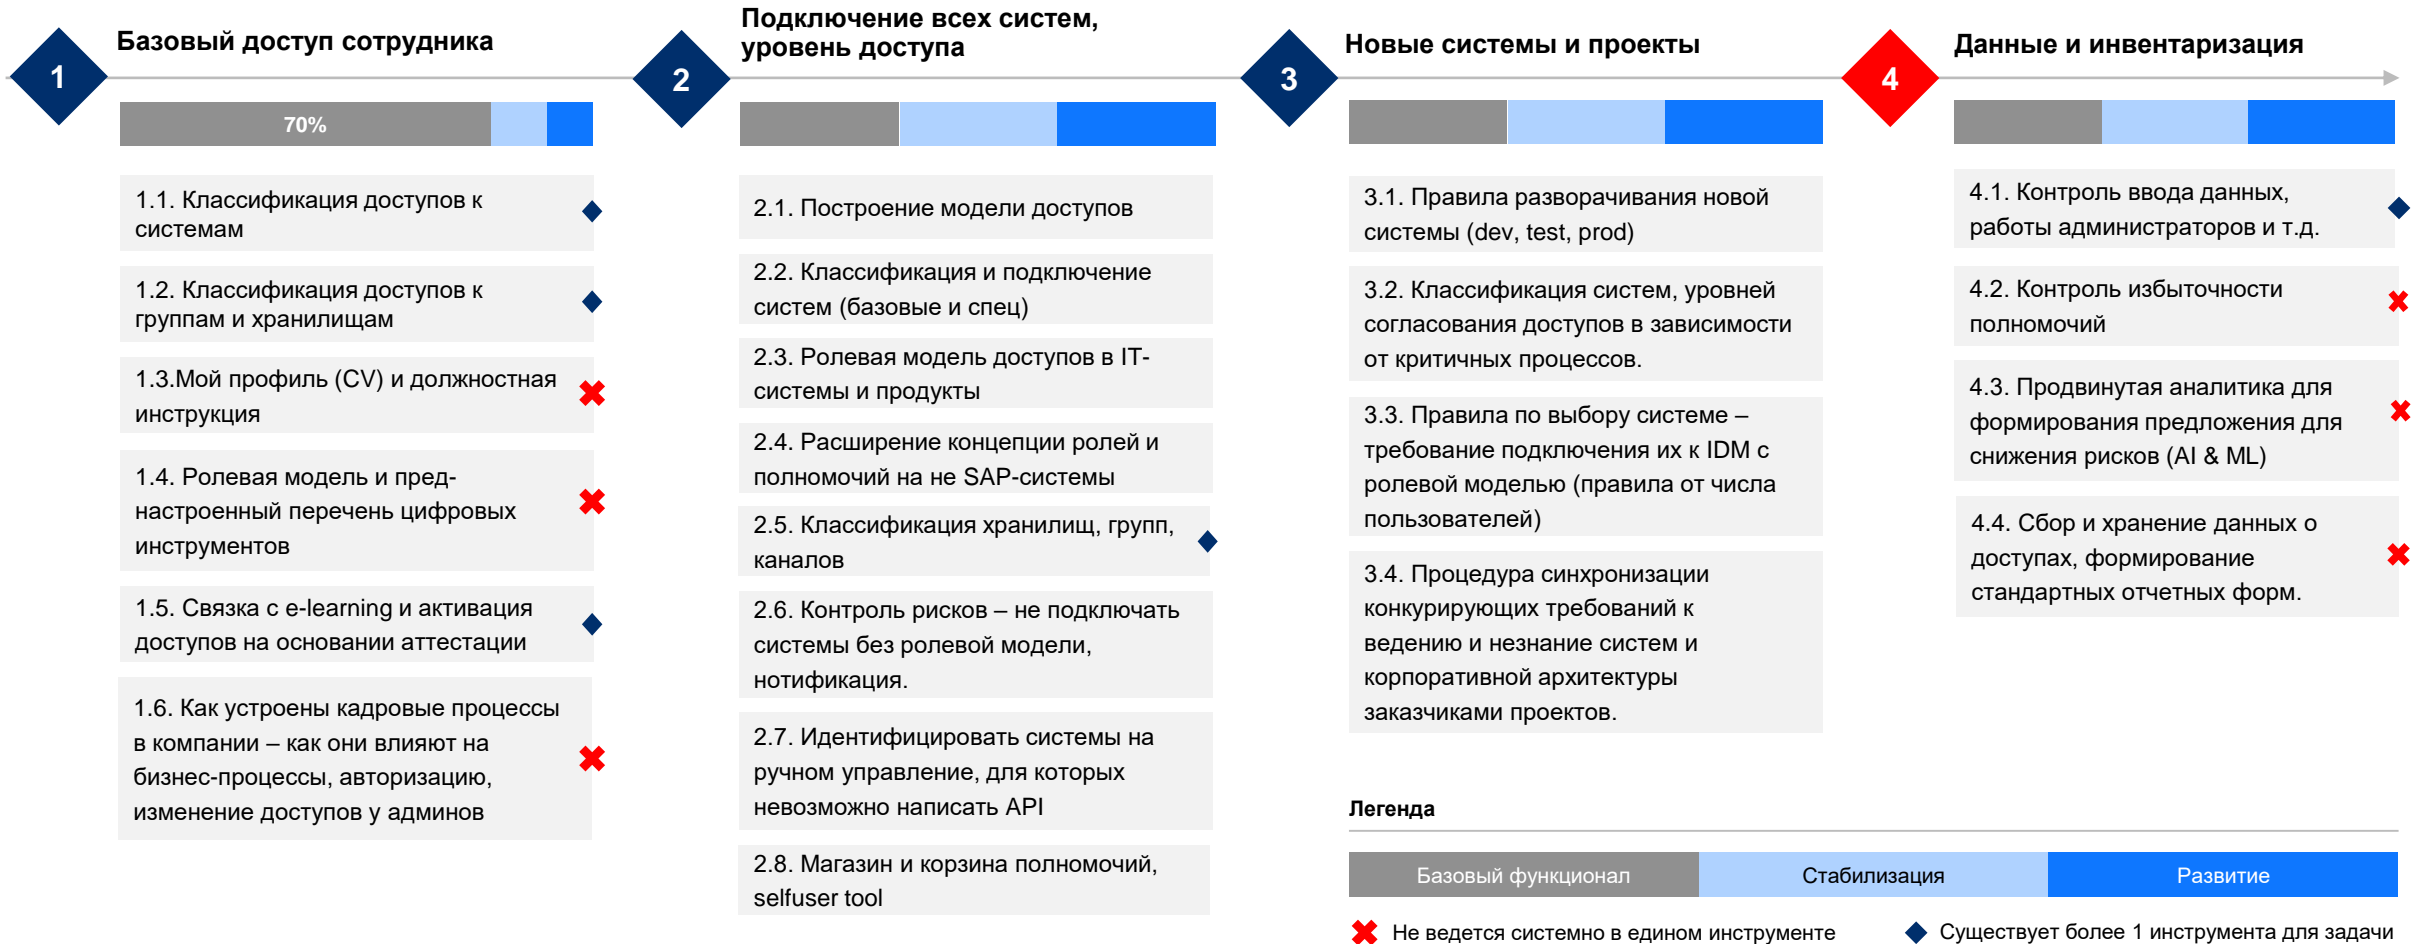 1
Базовый доступ сотрудника
70%
1.1. Классификация доступов к
системам
1.2. Классификация доступов к
группам и хранилищам
1.3.Мой профиль (CV) и должностная
инструкция
1.4. Ролевая модель и пред-
настроенный перечень цифровых
инструментов
1.5. Связка с e-learning и активация
доступов на основании аттестации
1.6. Как устроены кадровые процессы
в компании – как они влияют на
бизнес-процессы, авторизацию,
изменение доступов у админов
2
Подключение всех систем,
уровень доступа
2.1. Построение модели доступов
2.2. Классификация и подключение
систем (базовые и спец)
2.3. Ролевая модель доступов в IT-
системы и продукты
2.4. Расширение концепции ролей и
полномочий на не SAP-системы
2.5. Классификация хранилищ, групп,
каналов
2.6. Контроль рисков – не подключать
системы без ролевой модели,
нотификация.
2.7. Идентифицировать системы на
ручном управление, для которых
невозможно написать API
2.8. Магазин и корзина полномочий,
selfuser tool
3
Новые системы и проекты
3.1. Правила разворачивания новой
системы (dev, test, prod)
3.2. Классификация систем, уровней
согласования доступов в зависимости
от критичных процессов.
3.3. Правила по выбору системе –
требование подключения их к IDM с
ролевой моделью (правила от числа
пользователей)
3.4. Процедура синхронизации
конкурирующих требований к
ведению и незнание систем и
корпоративной архитектуры
заказчиками проектов.
4
Данные и инвентаризация
4.1. Контроль ввода данных,
работы администраторов и т.д.
4.2. Контроль избыточности
полномочий
4.3. Продвинутая аналитика для
формирования предложения для
снижения рисков (AI & ML)
4.4. Сбор и хранение данных о
доступах, формирование
стандартных отчетных форм.
Легенда
Базовый функционал
Стабилизация
Развитие
Не ведется системно в едином инструменте
Существует более 1 инструмента для задачи